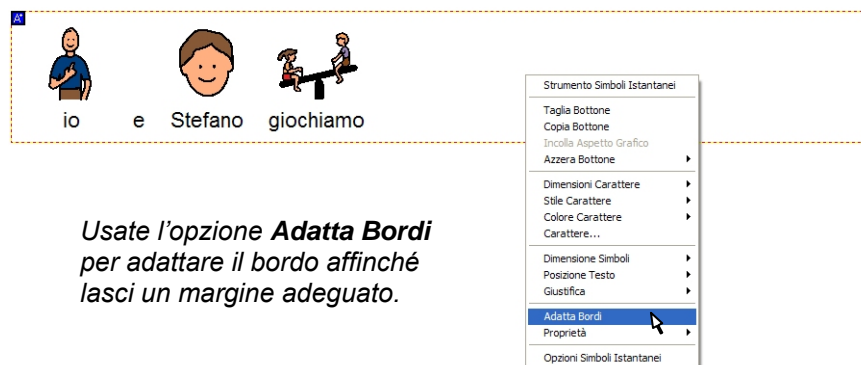 A
io e Stefano giochiamo
Strumento Simboli Istantanei
Taglia Bottone
Copia Bottone
Incolla Aspetto Grafico
Azzera Bottone
Dimensioni Carattere
Stile Carattere
Colore Carattere
Carattere...
Dimensione Simboli
Posizione Testo
Giustifica
Adatta Bordi
Proprietà
Opzioni Simboli Istantanei
Usate l’opzione Adatta Bordi
per adattare il bordo affinché
lasci un margine adeguato.